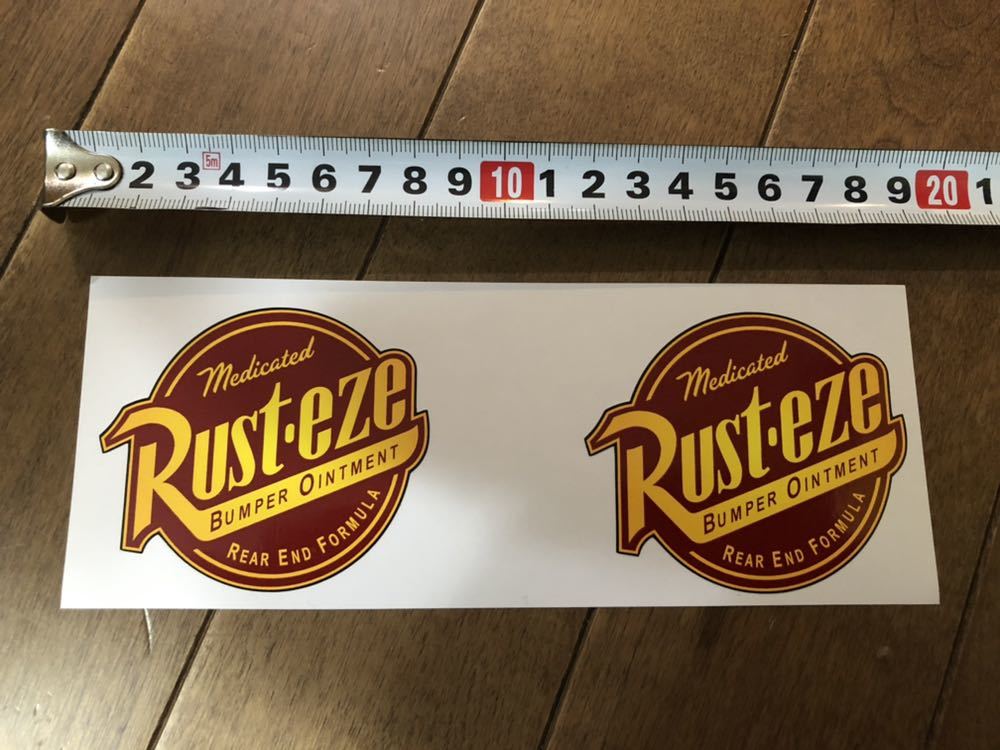 5m
2 3 4 5 6 7 8 9 10 1 2 3 4 5 6 7 8 9 20 1
Medicated
Rust·eze
BUMPER OINTMENT
REAR END FORMULA
Medicated
Rust·eze
BUMPER OINTMENT
REAR END FORMULA